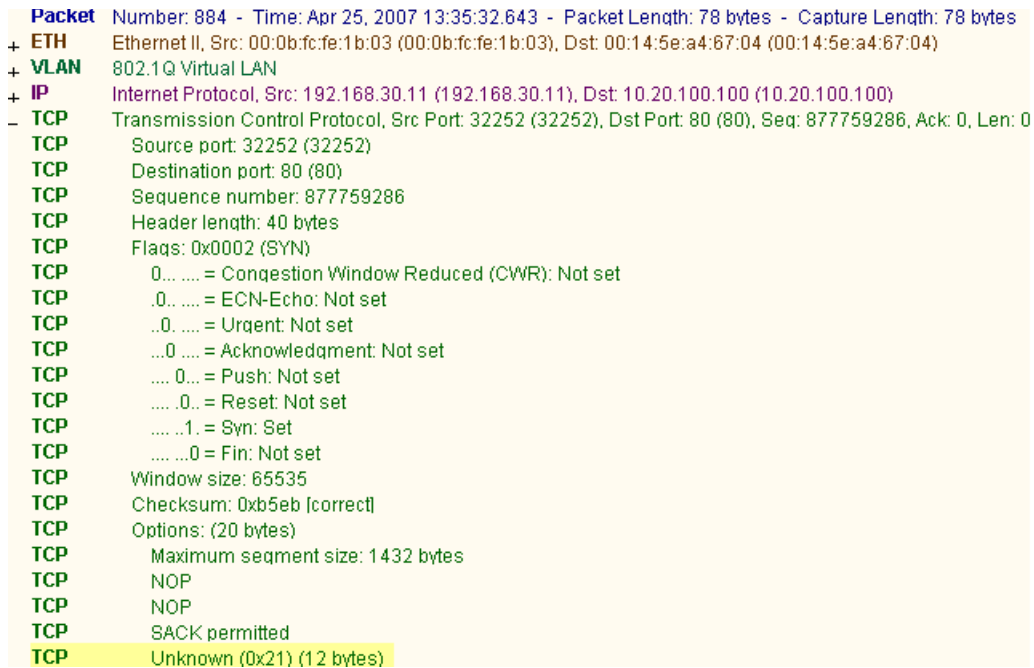 Packet Number: 884 - Time: Apr 25, 2007 13:35:32.643 - Packet Length: 78 bytes - Capture Length: 78 bytes
+ ETH Ethernet II, Src: 00:0b:fc:fe:1b:03 (00:0b:fc:fe:1b:03), Dst: 00:14:5e:a4:67:04 (00:14:5e:a4:67:04)
+ VLAN 802.1Q Virtual LAN
+ IP Internet Protocol, Src: 192.168.30.11 (192.168.30.11), Dst: 10.20.100.100 (10.20.100.100)
- TCP Transmission Control Protocol, Src Port: 32252 (32252), Dst Port: 80 (80), Seq: 877759286, Ack: 0, Len: 0
TCP Source port: 32252 (32252)
TCP Destination port: 80 (80)
TCP Sequence number: 877759286
TCP Header length: 40 bytes
TCP Flags: 0x0002 (SYN)
TCP 0... .... = Congestion Window Reduced (CWR): Not set
TCP .0.. .... = ECN-Echo: Not set
TCP ..0. .... = Urgent: Not set
TCP ...0 .... = Acknowledgment: Not set
TCP .... 0... = Push: Not set
TCP .... .0.. = Reset: Not set
TCP .... ..1. = Syn: Set
TCP .... ...0 = Fin: Not set
TCP Window size: 65535
TCP Checksum: 0xb5eb [correct]
TCP Options: (20 bytes)
TCP Maximum segment size: 1432 bytes
TCP NOP
TCP NOP
TCP SACK permitted
TCP Unknown (0x21) (12 bytes)